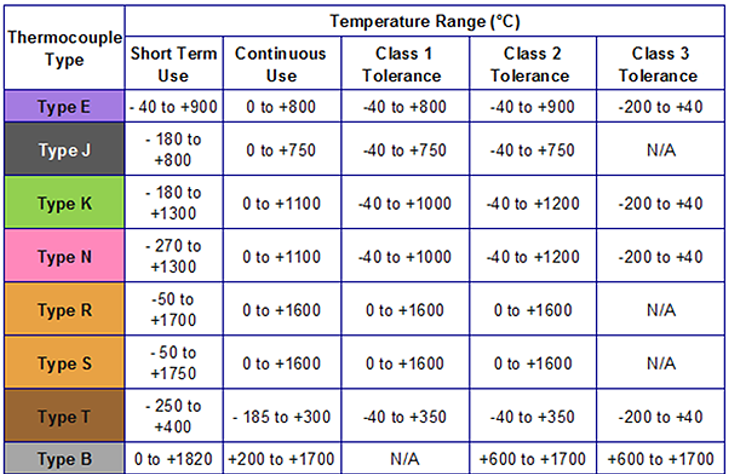 Thermocouple Type
Temperature Range (°C)
Short Term Use
Continuous Use
Class 1 Tolerance
Class 2 Tolerance
Class 3 Tolerance
Type E
- 40 to +900
0 to +800
-40 to +800
-40 to +900
-200 to +40
Type J
- 180 to +800
0 to +750
-40 to +750
-40 to +750
N/A
Type K
- 180 to +1300
0 to +1100
-40 to +1000
-40 to +1200
-200 to +40
Type N
- 270 to +1300
0 to +1100
-40 to +1000
-40 to +1200
-200 to +40
Type R
-50 to +1700
0 to +1600
0 to +1600
0 to +1600
N/A
Type S
- 50 to +1750
0 to +1600
0 to +1600
0 to +1600
N/A
Type T
- 250 to +400
- 185 to +300
-40 to +350
-40 to +350
-200 to +40
Type B
0 to +1820
+200 to +1700
N/A
+600 to +1700
+600 to +1700